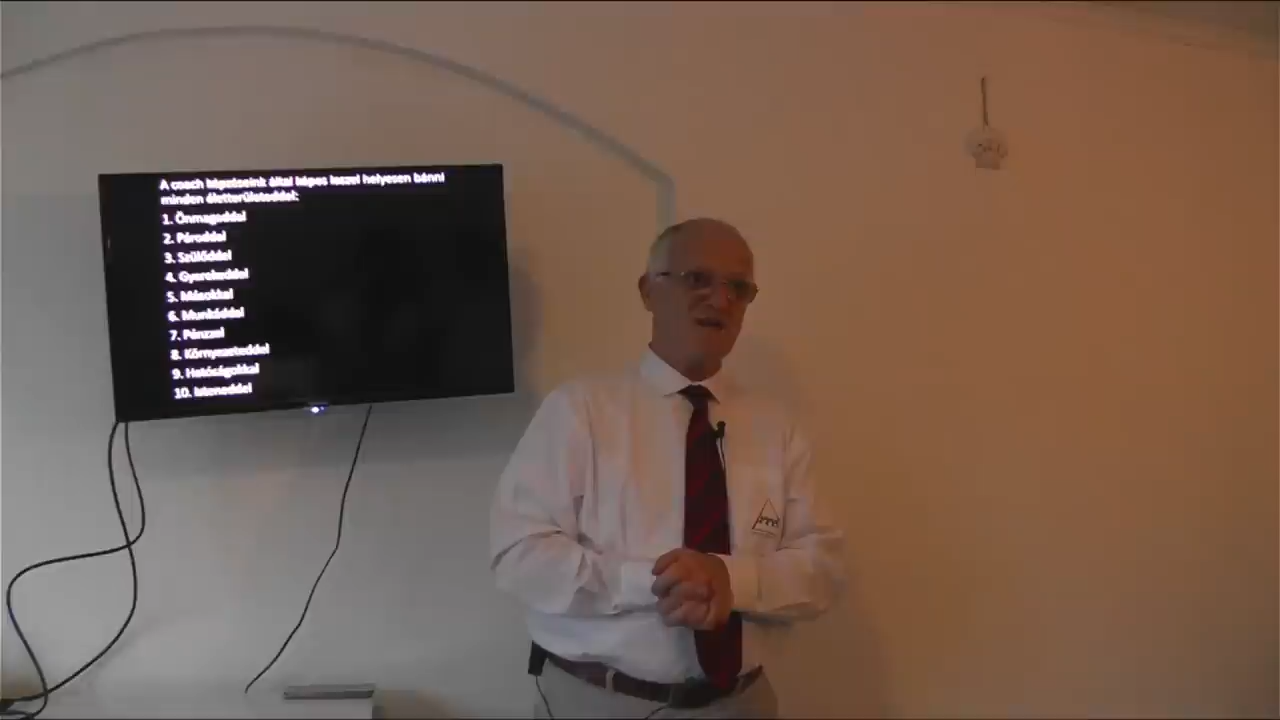 A coach képzéseink által képes leszel helyesen bánni
minden életterületeddel:
1. Önmagaddal
2. Pároddal
3. Szülőddel
4. Gyerekeddel
5. Másokkal
6. Munkáddal
7. Pénzzel
8. Környezeteddel
9. Hatóságokkal
10. Isteneddel